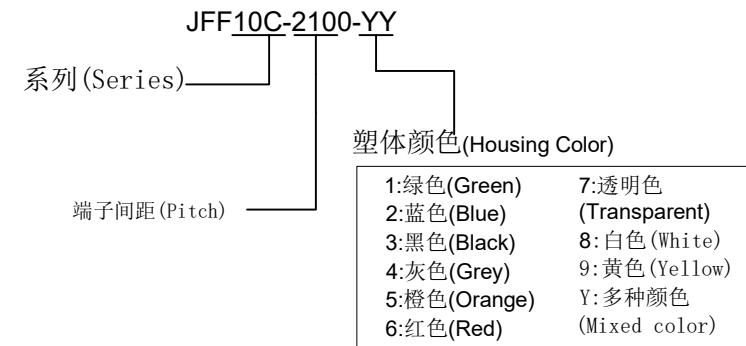 JFF10C-2100-YY
系列(Series)
塑体颜色(Housing Color)
端子间距(Pitch)
1:绿色(Green)
2:蓝色(Blue)
3:黑色(Black)
4:灰色(Grey)
5:橙色(Orange)
6:红色(Red)
7:透明色
(Transparent)
8:白色(White)
9:黄色(Yellow)
Y:多种颜色
(Mixed color)